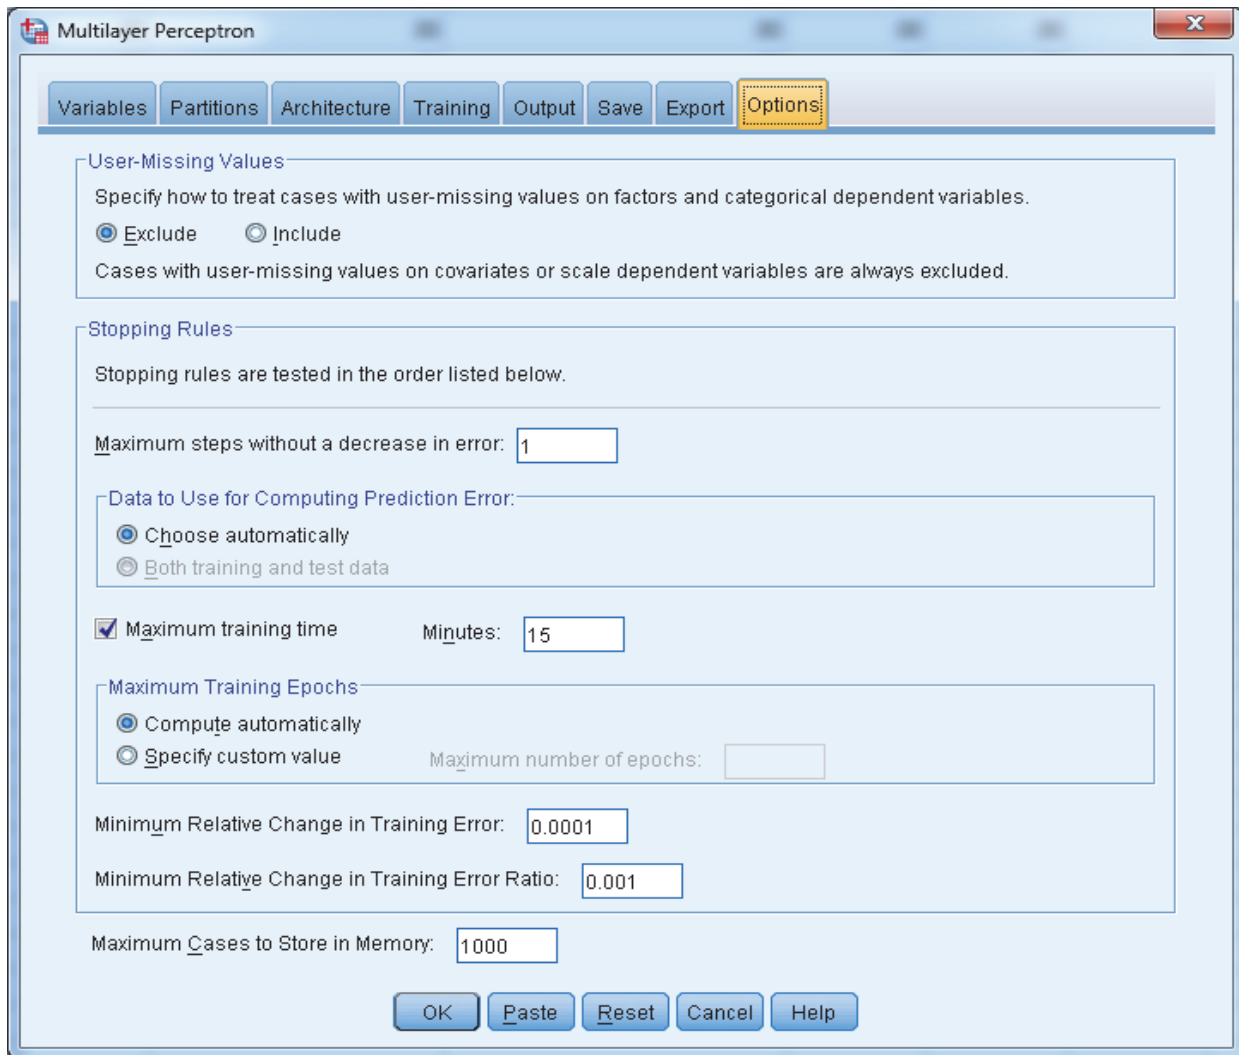 Multilayer Perceptron
Variables Partitions Architecture Training Output Save Export Options
User-Missing Values
Specify how to treat cases with user-missing values on factors and categorical dependent variables.
Exclude Include
Cases with user-missing values on covariates or scale dependent variables are always excluded.
Stopping Rules
Stopping rules are tested in the order listed below.
Maximum steps without a decrease in error: 1
Data to Use for Computing Prediction Error:
Choose automatically
Both training and test data
Maximum training time Minutes: 15
Maximum Training Epochs
Compute automatically
Specify custom value Maximum number of epochs:
Minimum Relative Change in Training Error: 0.0001
Minimum Relative Change in Training Error Ratio: 0.001
Maximum Cases to Store in Memory: 1000
OK Paste Reset Cancel Help